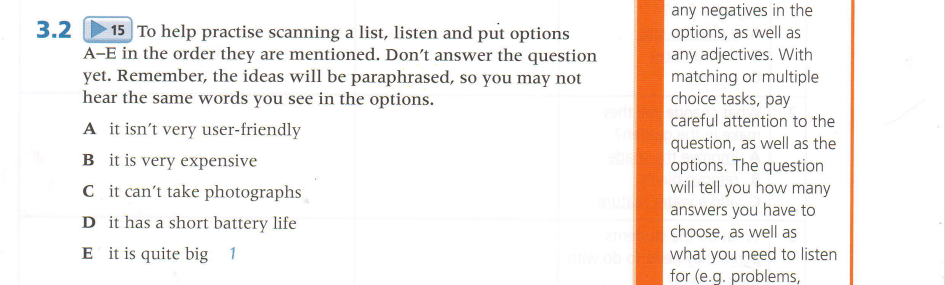 3.2 15 To help practise scanning a list, listen and put options
A–E in the order they are mentioned. Don't answer the question
yet. Remember, the ideas will be paraphrased, so you may not
hear the same words you see in the options.
A it isn't very user-friendly
B it is very expensive
C it can't take photographs
D it has a short battery life
E it is quite big 1
any negatives in the
options, as well as
any adjectives. With
matching or multiple
choice tasks, pay
careful attention to the
question, as well as the
options. The question
will tell you how many
answers you have to
choose, as well as
what you need to listen
for (e.g. problems,